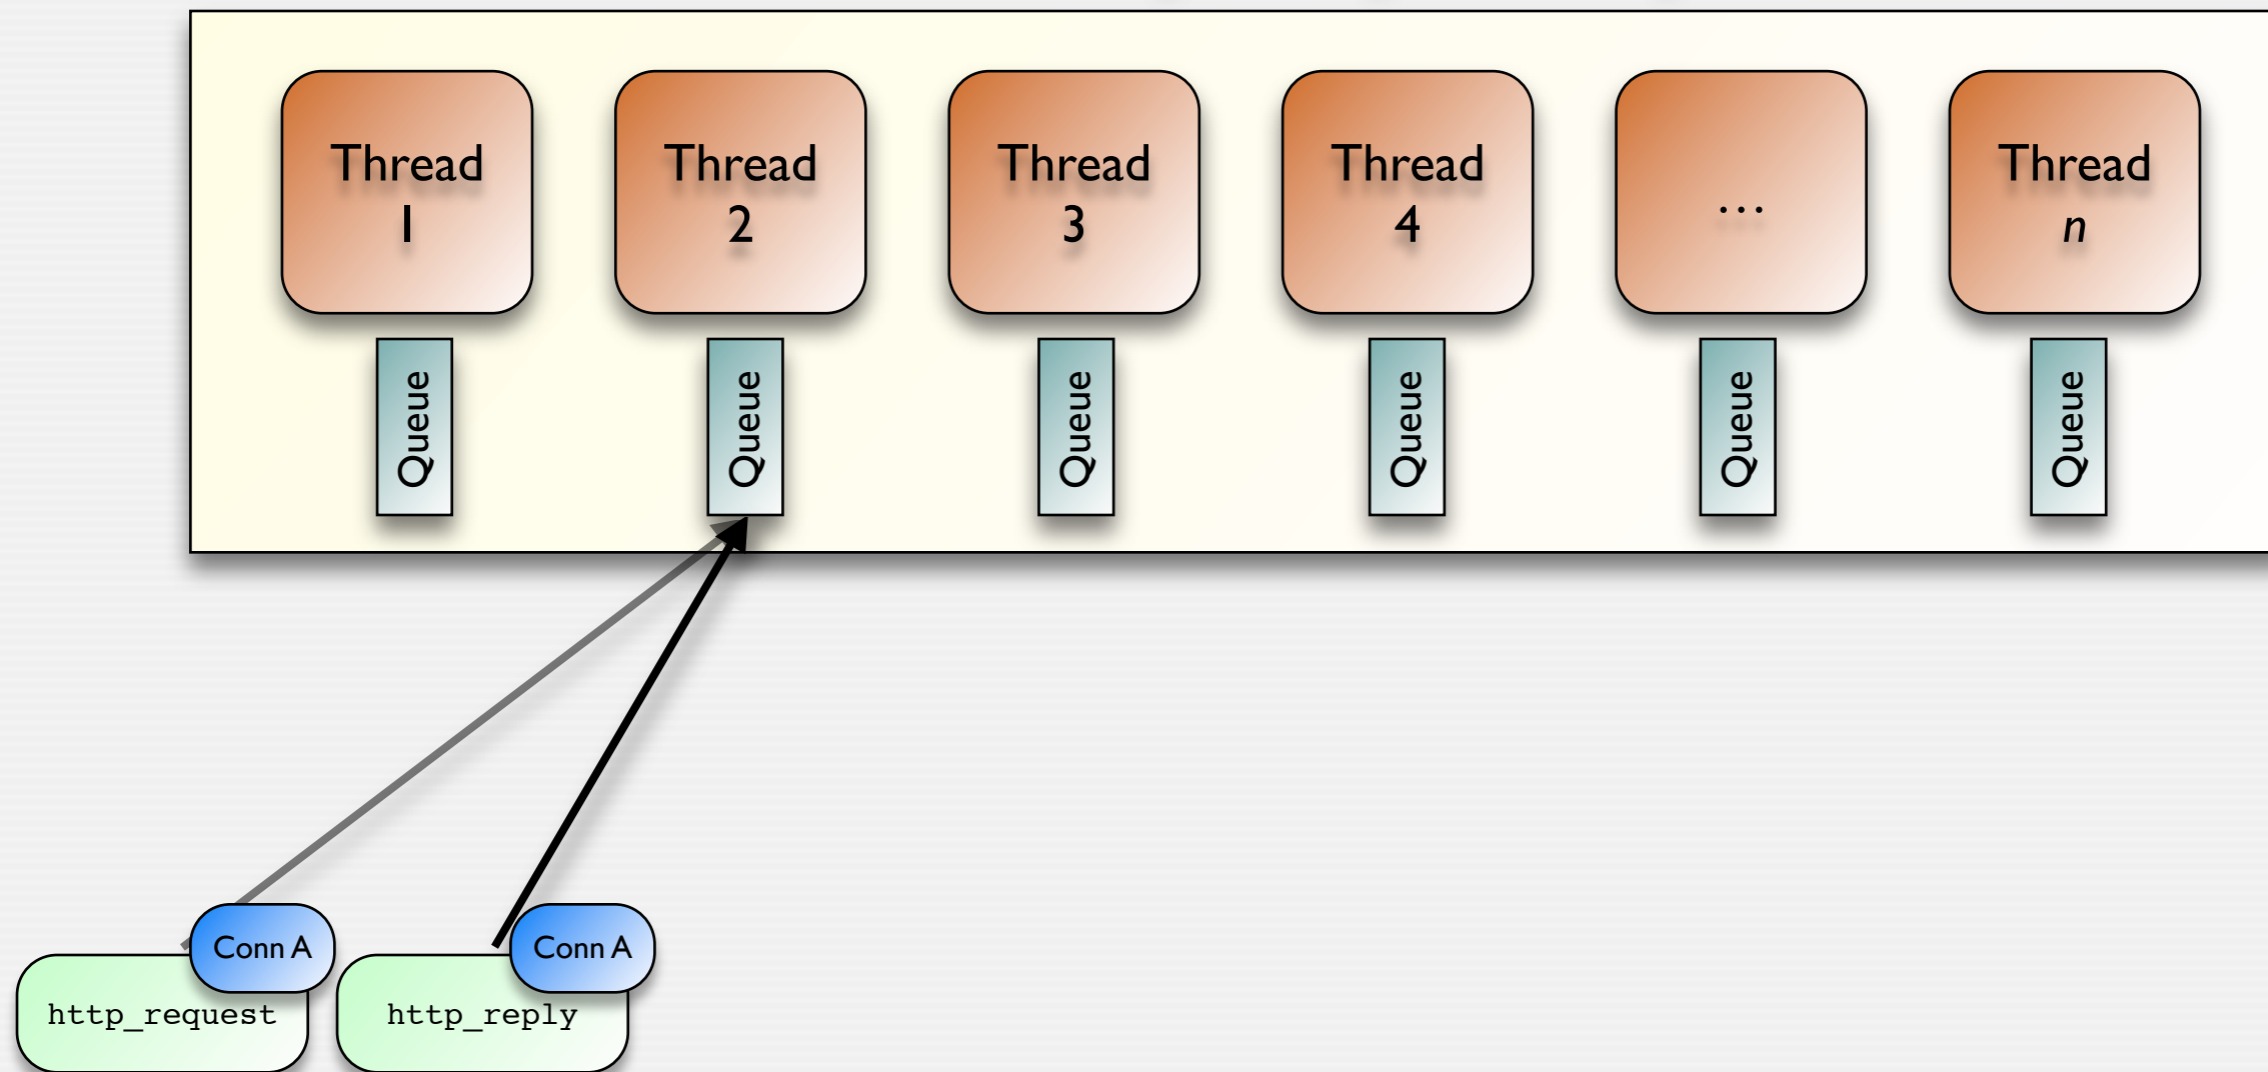 Thread
1
Thread
2
Thread
3
Thread
4
...
Thread
n
Queue
Queue
Queue
Queue
Queue
Queue
Conn A
http_request
Conn A
http_reply